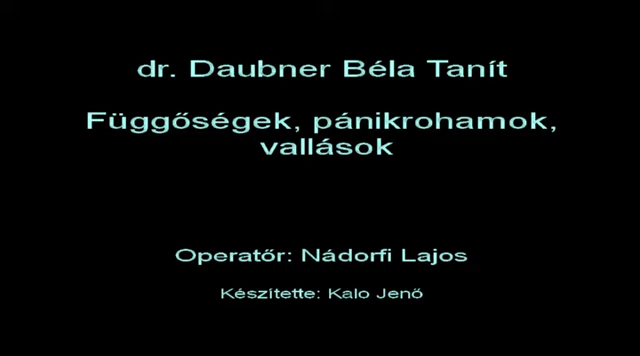 dr. Daubner Béla Tanít
Függőségek, pánikrohamok,
vallások
Operatőr: Nádorfi Lajos
Készítette: Kalo Jenő